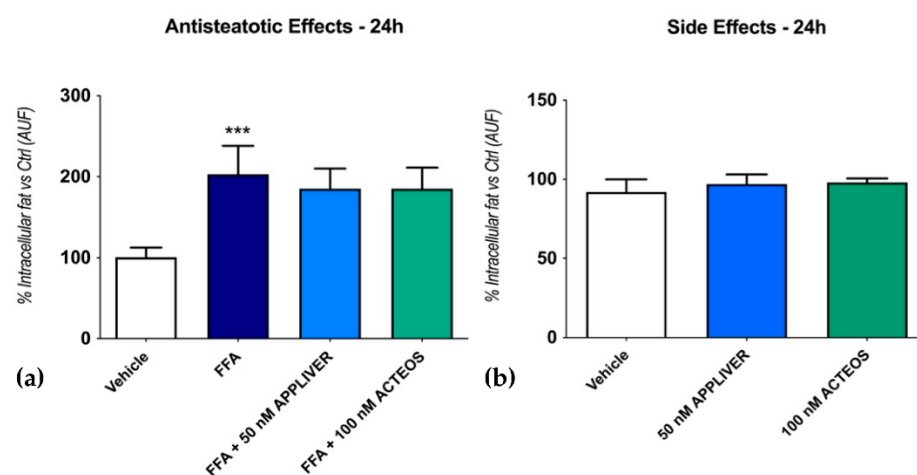 Antisteatotic Effects - 24h
% Intracellular fat vs Ctrl (AUF)
300
200
100
0
***
Vehicle
FFA
FFA + 50 nM APPLIVER
FFA + 100 nM ACTEOS
(a)
Side Effects - 24h
% Intracellular fat vs Ctrl (AUF)
150
100
50
0
Vehicle
50 nM APPLIVER
100 nM ACTEOS
(b)